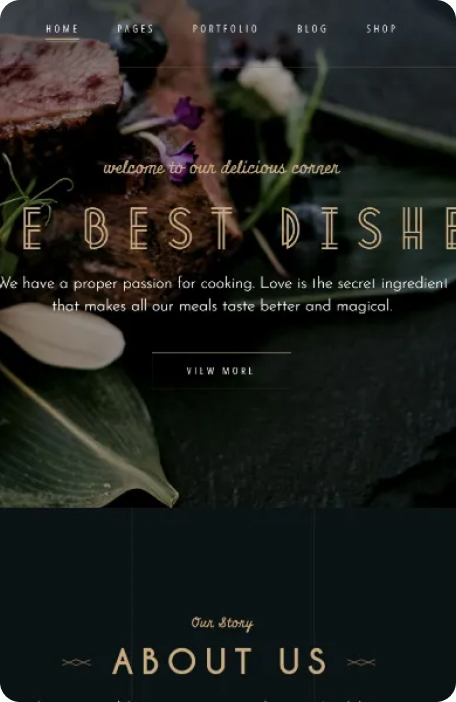 HOME PAGES PORTFOLIO BLOG SHOP
welcome to our delicious corner
E BEST DISHE
We have a proper passion for cooking. Love is the secret ingredient
that makes all our meals taste better and magical.
VIEW MORE
Our Story
ABOUT US